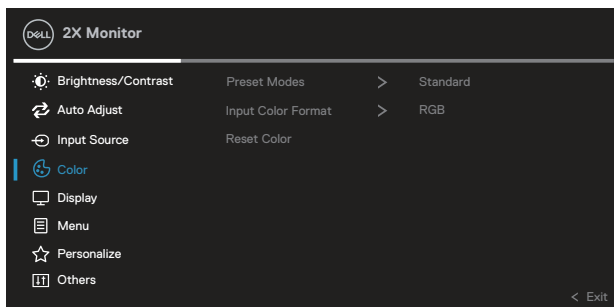 DELL 2X Monitor
Brightness/Contrast Preset Modes > Standard
Auto Adjust Input Color Format > RGB
Input Source Reset Color
Color
Display
Menu
Personalize
Others
< Exit